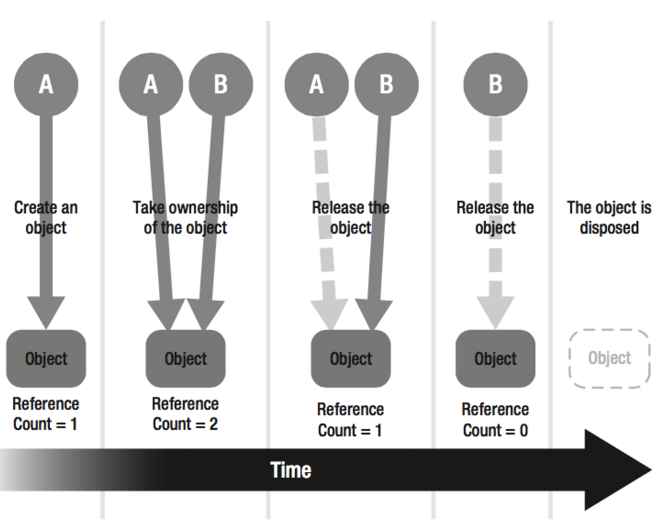 A
A
B
A
B
B
Create an
object
Take ownership
of the object
Release the
object
Release the
object
The object is
disposed
Object
Object
Object
Object
Object
Reference
Count = 1
Reference
Count = 2
Reference
Count = 1
Reference
Count = 0
Time